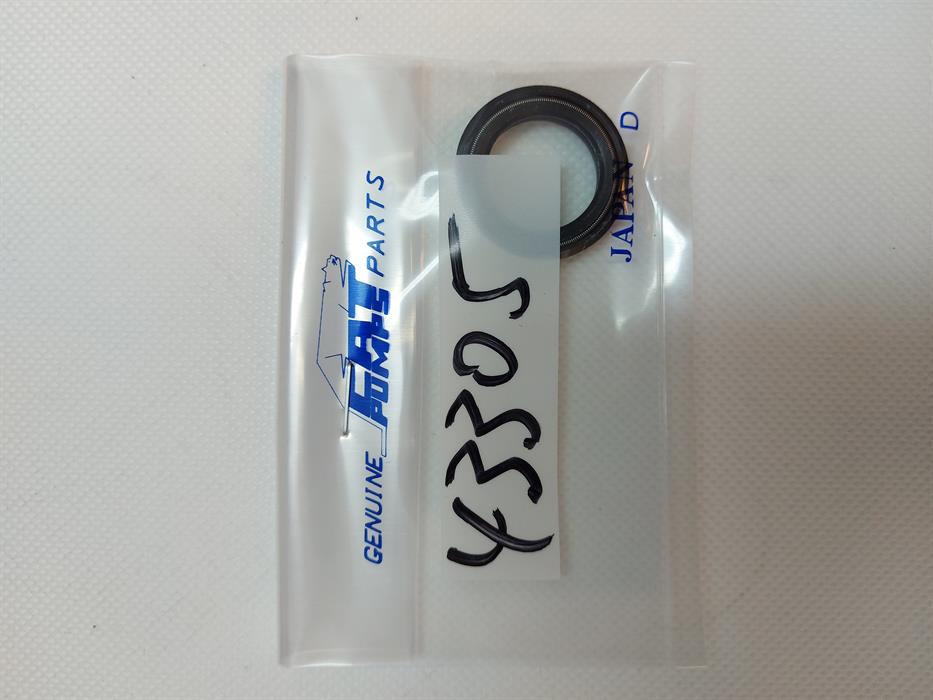 GENUINE CAT PUMPS PARTS
43305
JAPAN D